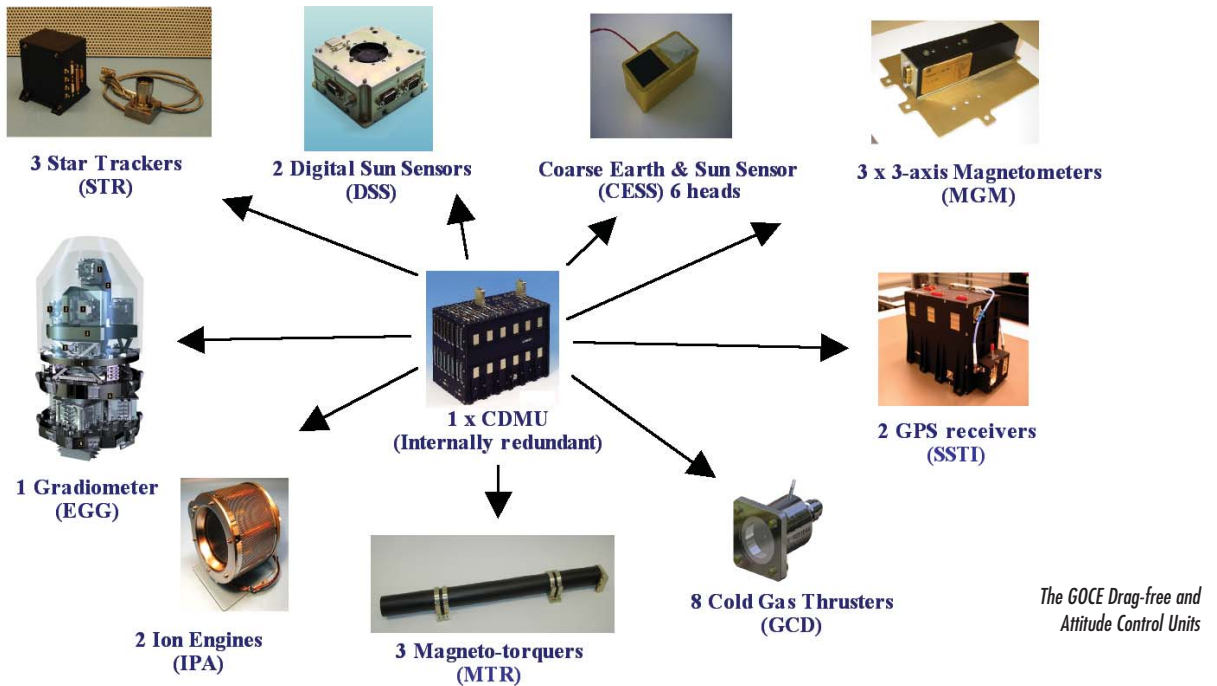 3 Star Trackers
(STR)
2 Digital Sun Sensors
(DSS)
Coarse Earth & Sun Sensor
(CESS) 6 heads
3 x 3-axis Magnetometers
(MGM)
1 x CDMU
(Internally redundant)
2 GPS receivers
(SSTI)
1 Gradiometer
(EGG)
2 Ion Engines
(IPA)
3 Magneto-torquers
(MTR)
8 Cold Gas Thrusters
(GCD)
The GOCE Drag-free and
Attitude Control Units